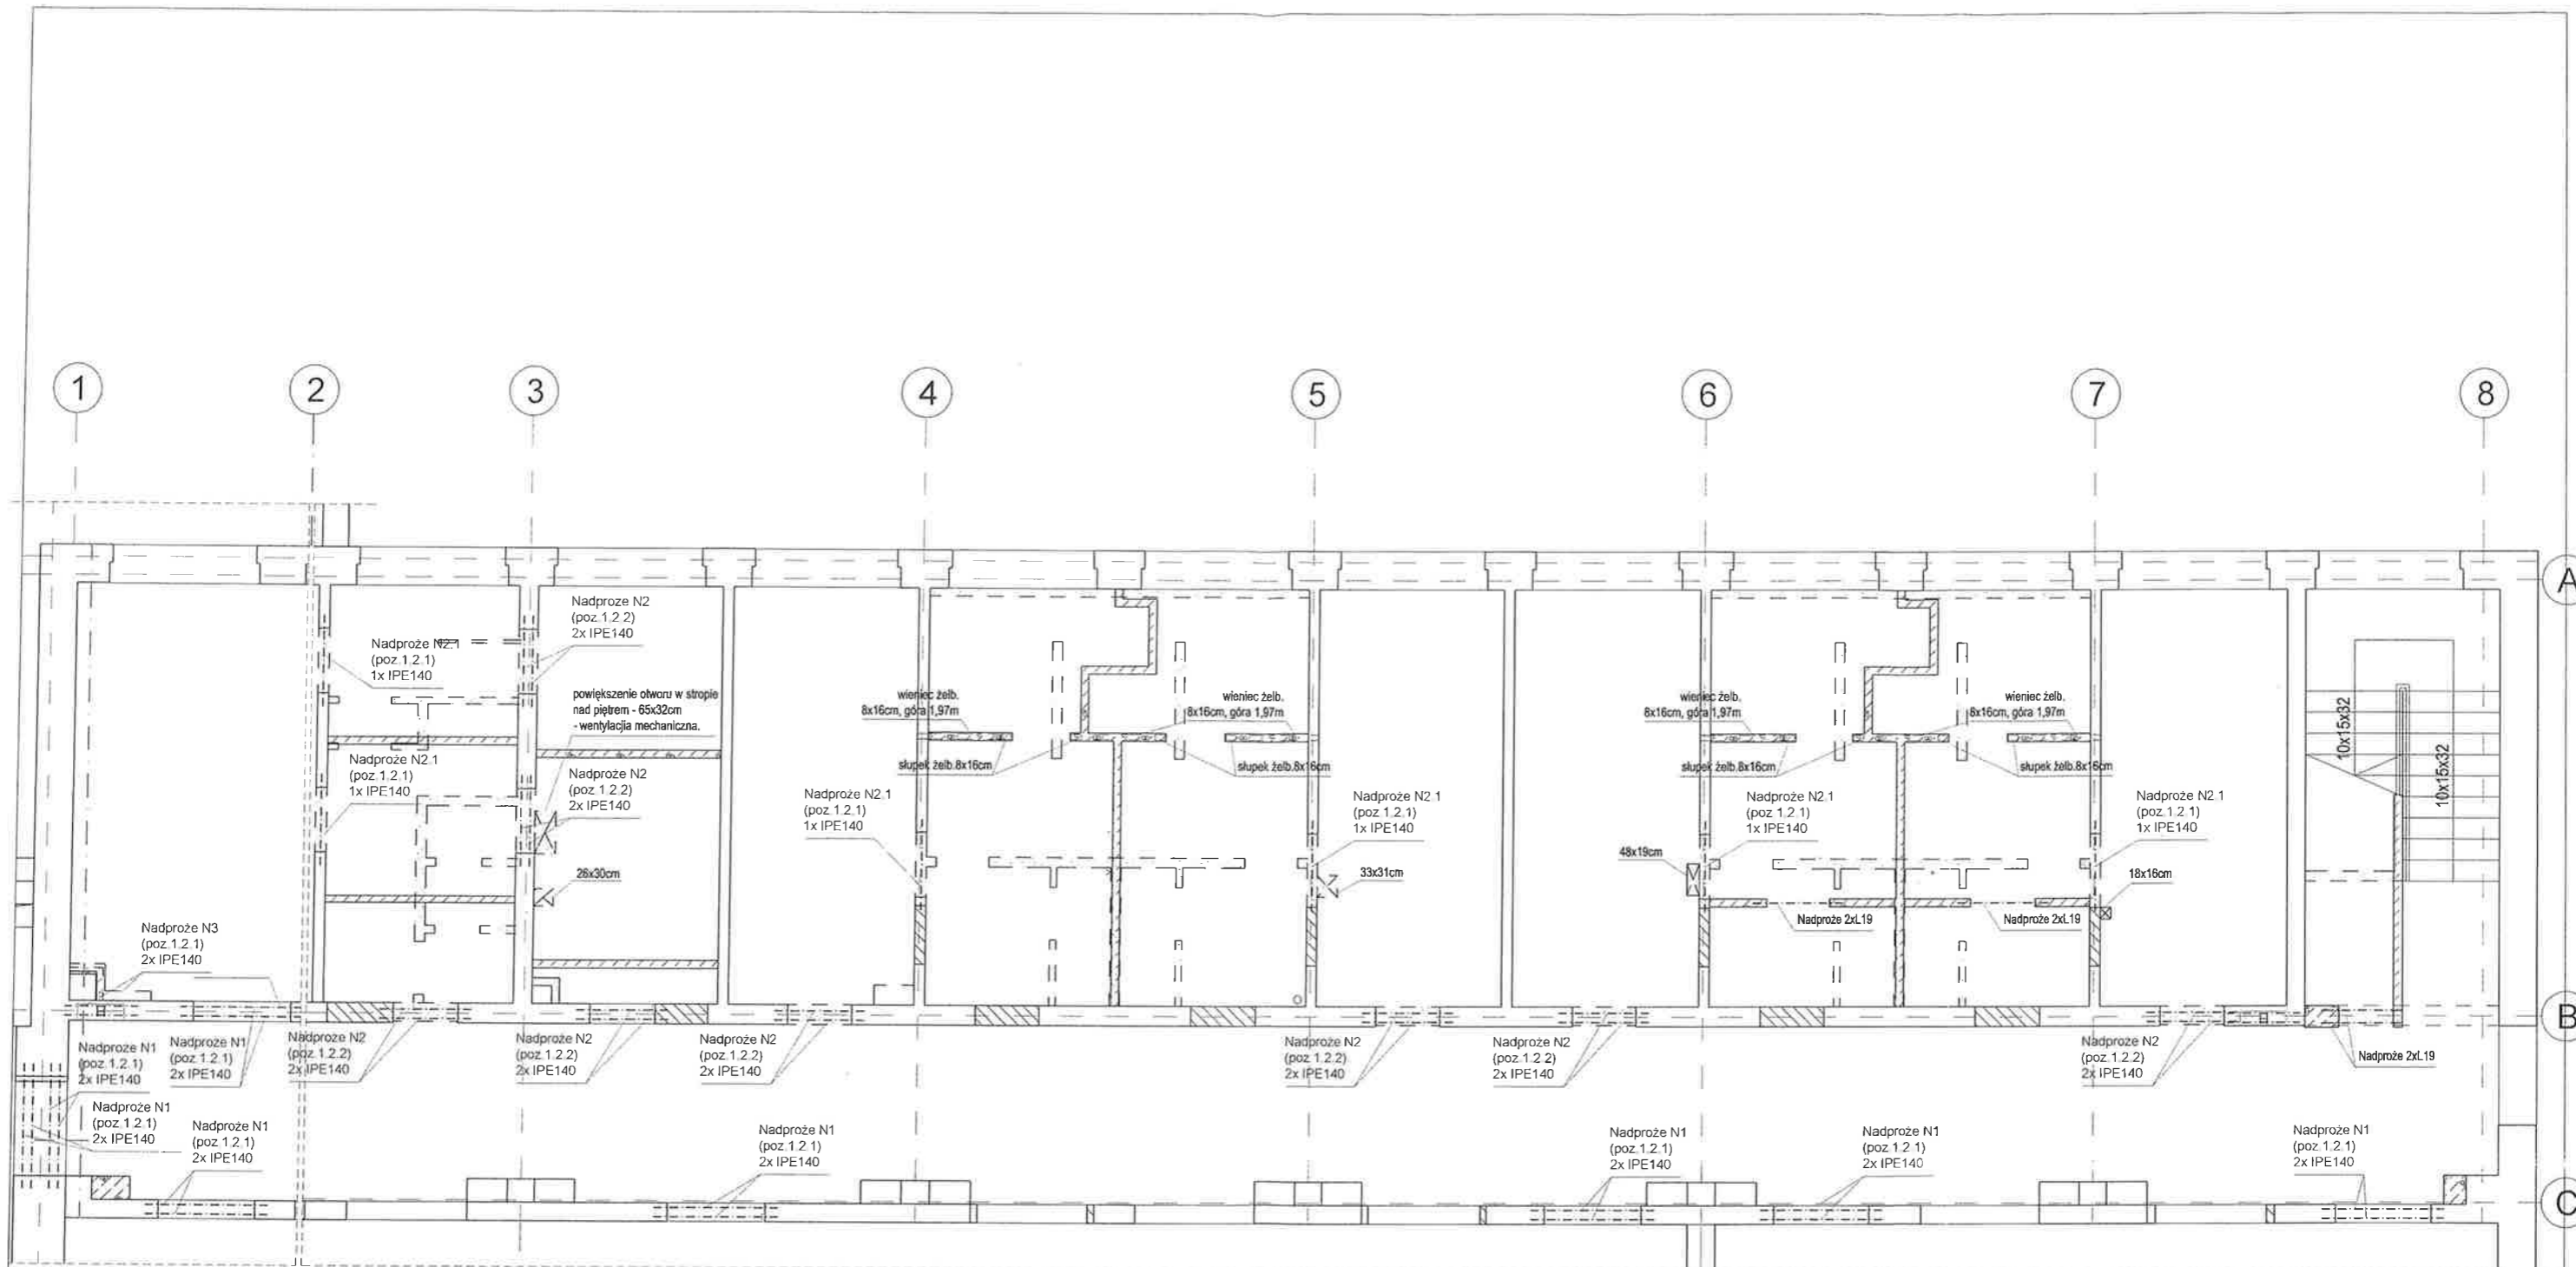 1
2
3
4
5
6
7
8
A
Nadproże N2
(poz.1.2.2)
2x IPE140
Nadproże N2.1
(poz.1.2.1)
1x IPE140
powiększenie otworu w stropie
nad piętrem - 65x32cm
- wentylacjia mechaniczna.
wieniec żelb.
8x16cm, góra 1,97m
wieniec żelb.
8x16cm, góra 1,97m
wieniec żelb.
8x16cm, góra 1,97m
wieniec żelb.
8x16cm, góra 1,97m
słupek żelb.8x16cm
słupek żelb.8x16cm
słupek żelb.8x16cm
słupek żelb.8x16cm
10x15x32
10x15x32
Nadproże N2.1
(poz.1.2.1)
1x IPE140
Nadproże N2
(poz.1.2.2)
2x IPE140
Nadproże N2.1
(poz.1.2.1)
1x IPE140
Nadproże N2.1
(poz.1.2.1)
1x IPE140
Nadproże N2.1
(poz.1.2.1)
1x IPE140
Nadproże N2.1
(poz.1.2.1)
1x IPE140
26x30cm
33x31cm
48x19cm
18x16cm
Nadproże 2xL19
Nadproże 2xL19
Nadproże N3
(poz.1.2.1)
2x IPE140
B
Nadproże N1
(poz.1.2.1)
2x IPE140
Nadproże N1
(poz.1.2.1)
2x IPE140
Nadproże N2
(poz.1.2.2)
2x IPE140
Nadproże N2
(poz.1.2.2)
2x IPE140
Nadproże N2
(poz.1.2.2)
2x IPE140
Nadproże N2
(poz.1.2.2)
2x IPE140
Nadproże N2
(poz.1.2.2)
2x IPE140
Nadproże N2
(poz.1.2.2)
2x IPE140
Nadproże 2xL19
Nadproże N1
(poz.1.2.1)
2x IPE140
Nadproże N1
(poz.1.2.1)
2x IPE140
Nadproże N1
(poz.1.2.1)
2x IPE140
Nadproże N1
(poz.1.2.1)
2x IPE140
Nadproże N1
(poz.1.2.1)
2x IPE140
Nadproże N1
(poz.1.2.1)
2x IPE140
C